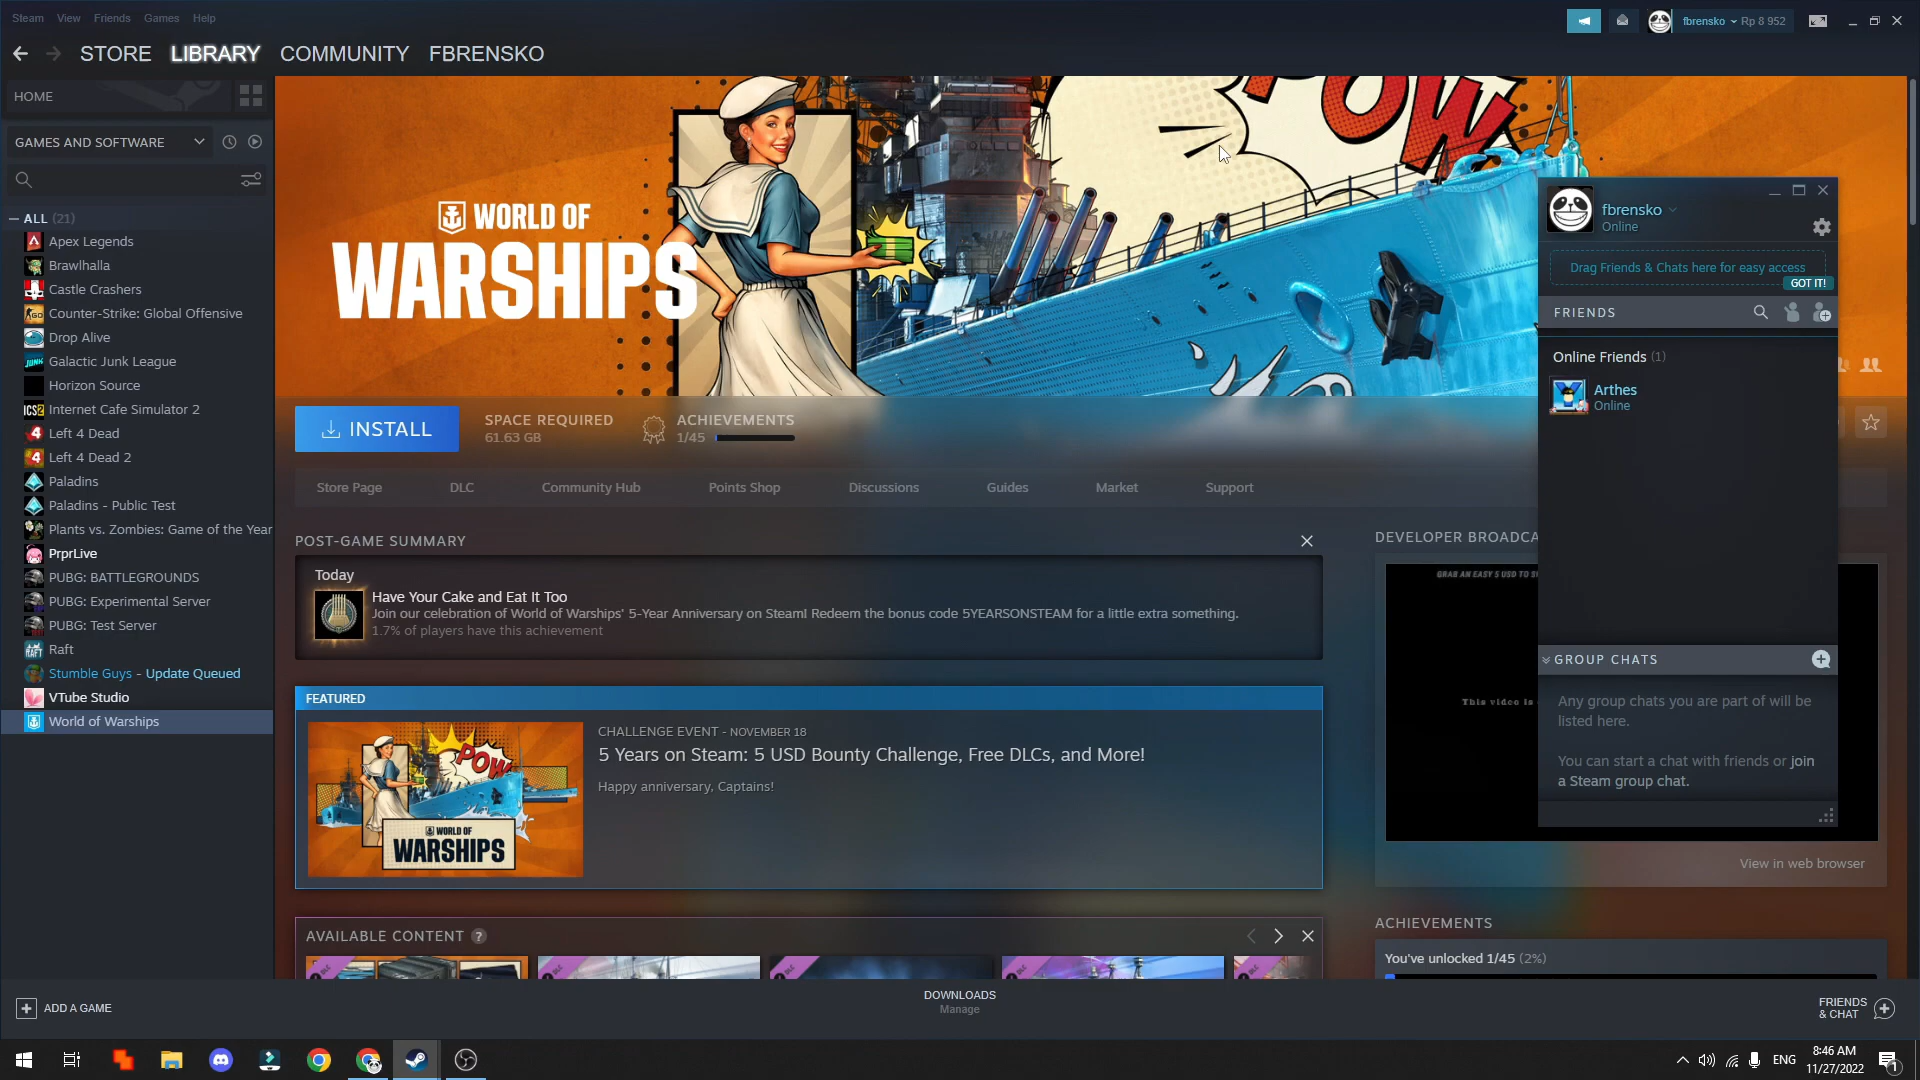 Steam View Friends Games Help
fbrensko Rp 8 952
STORE LIBRARY COMMUNITY FBRENSKO
HOME
GAMES AND SOFTWARE
ALL (21)
Apex Legends
Brawlhalla
Castle Crashers
Counter-Strike: Global Offensive
Drop Alive
Galactic Junk League
Horizon Source
Internet Cafe Simulator 2
Left 4 Dead
Left 4 Dead 2
Paladins
Paladins - Public Test
Plants vs. Zombies: Game of the Year
PrprLive
PUBG: BATTLEGROUNDS
PUBG: Experimental Server
PUBG: Test Server
Raft
Stumble Guys - Update Queued
VTube Studio
World of Warships
POW
WORLD OF
WARSHIPS
INSTALL
SPACE REQUIRED
61.63 GB
ACHIEVEMENTS
1/45
Store Page DLC Community Hub Points Shop Discussions Guides Market Support
POST-GAME SUMMARY
Today
Have Your Cake and Eat It Too
Join our celebration of World of Warships' 5-Year Anniversary on Steam! Redeem the bonus code 5YEARSONSTEAM for a little extra something.
1.7% of players have this achievement
FEATURED
POW
WORLD OF
WARSHIPS
CHALLENGE EVENT - NOVEMBER 18
5 Years on Steam: 5 USD Bounty Challenge, Free DLCs, and More!
Happy anniversary, Captains!
AVAILABLE CONTENT ?
DEVELOPER BROADCA
GRAB AN EASY 5 USD TO
This video is
View in web browser
ACHIEVEMENTS
You've unlocked 1/45 (2%)
fbrensko
Online
Drag Friends & Chats here for easy access
GOT IT!
FRIENDS
Online Friends (1)
Arthes
Online
GROUP CHATS
Any group chats you are part of will be
listed here.
You can start a chat with friends or join
a Steam group chat.
ADD A GAME
DOWNLOADS
Manage
FRIENDS
& CHAT
ENG
8:46 AM
11/27/2022
1